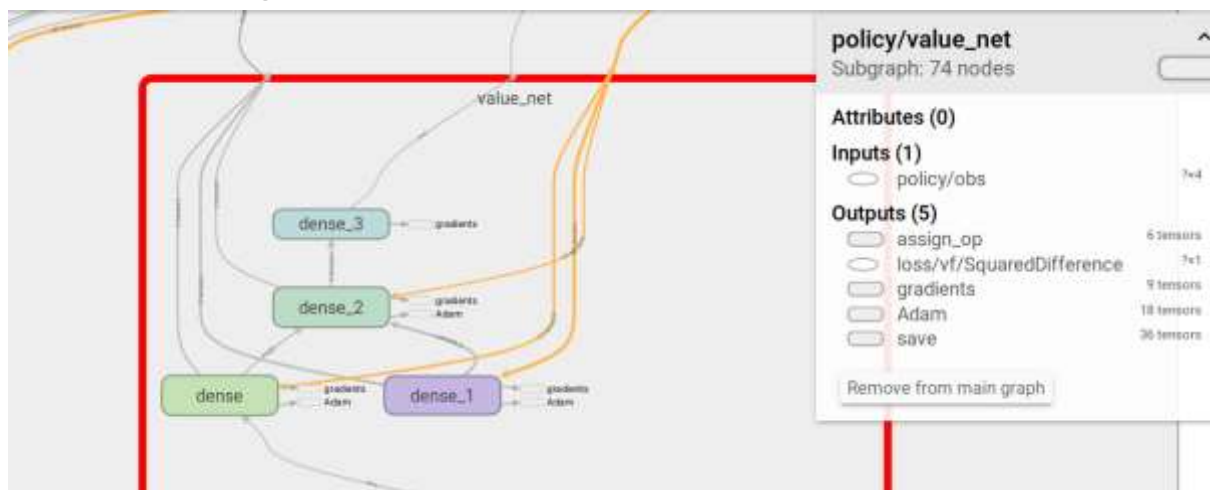 policy/value_net
Subgraph: 74 nodes
value_net
Attributes (0)
Inputs (1)
policy/obs ?×4
Outputs (5)
assign_op 6 tensors
loss/vf/SquaredDifference ?×1
gradients 9 tensors
Adam 18 tensors
save 36 tensors
Remove from main graph
dense_3
gradients
dense_2
gradients
Adam
dense
gradients
Adam
dense_1
gradients
Adam